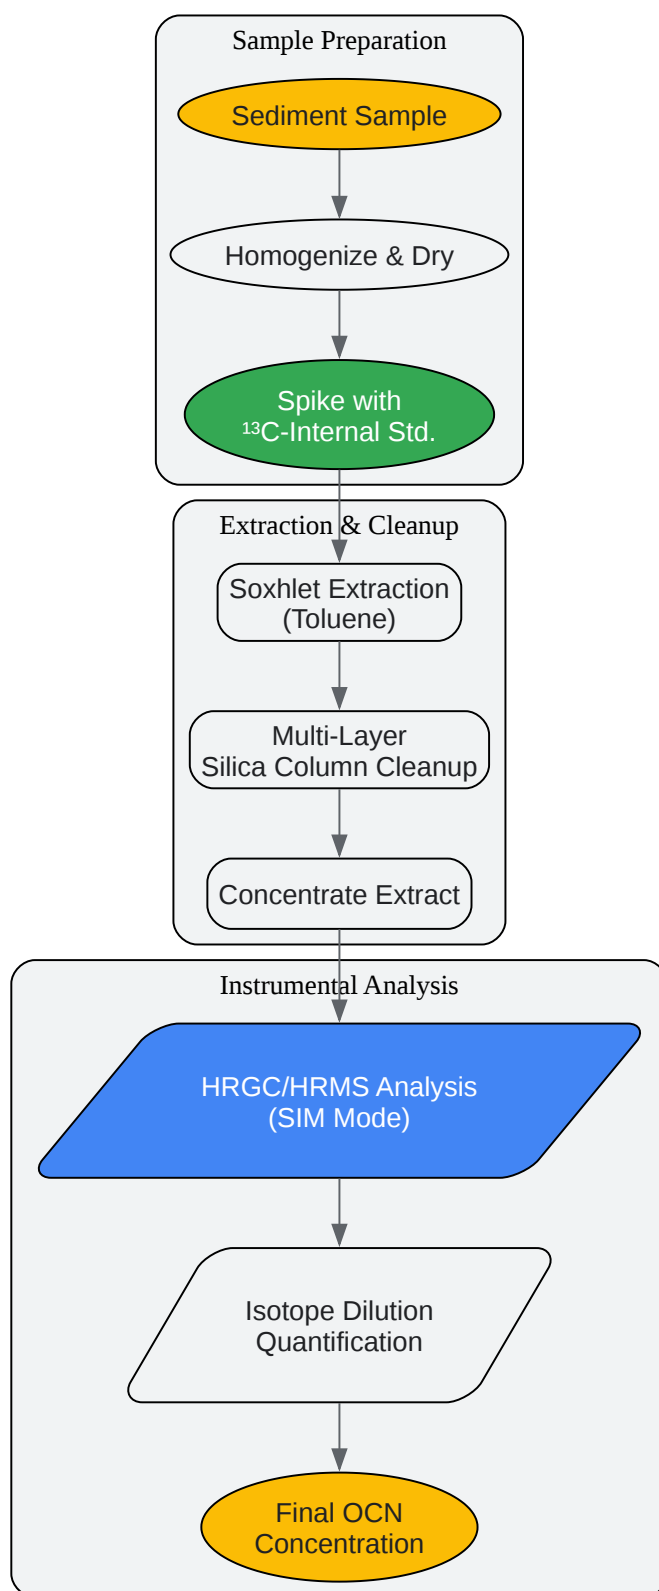 Sample Preparation
Sediment Sample
Homogenize & Dry
Spike with
¹³C-Internal Std.
Extraction & Cleanup
Soxhlet Extraction
(Toluene)
Multi-Layer
Silica Column Cleanup
Concentrate Extract
Instrumental Analysis
HRGC/HRMS Analysis
(SIM Mode)
Isotope Dilution
Quantification
Final OCN
Concentration